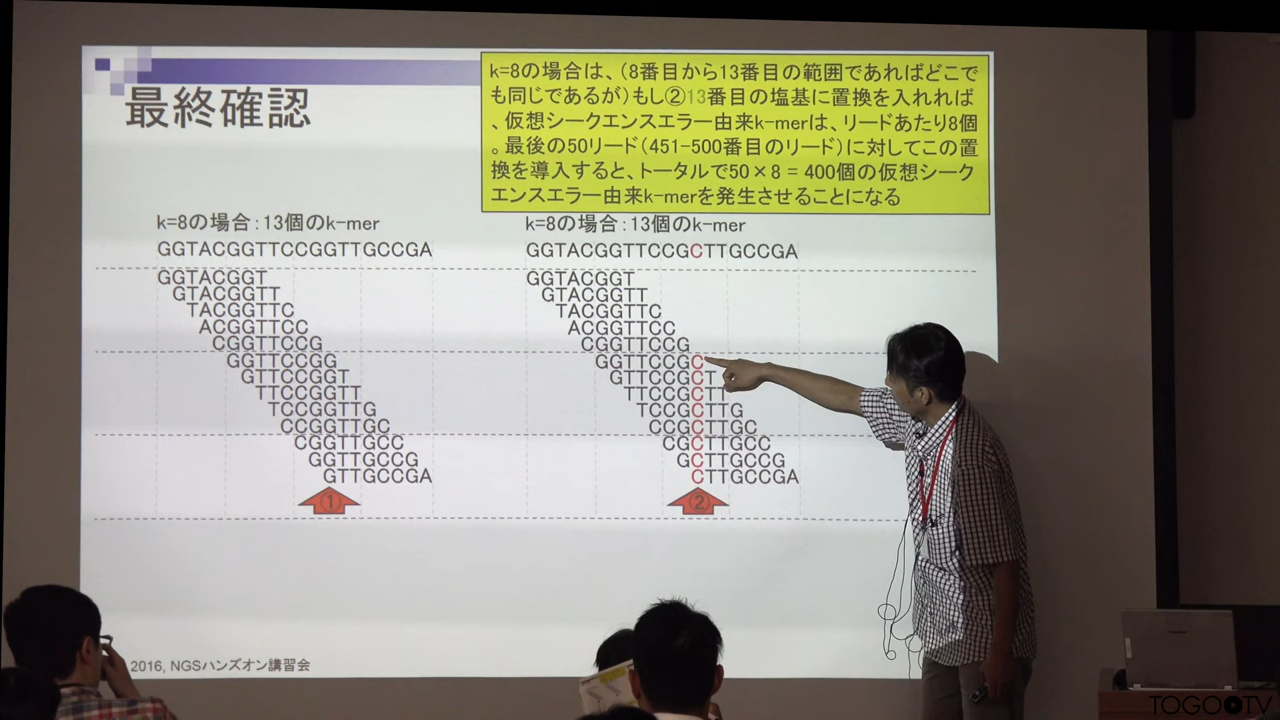 k=8の場合は、(8番目から13番目の範囲であればどこで
も同じであるが)もし②13番目の塩基に置換を入れれば
、仮想シークエンスエラー由来k-merは、リードあたり8個
。最後の50リード(451-500番目のリード)に対してこの置
換を導入すると、トータルで50×8 = 400個の仮想シーク
エンスエラー由来k-merを発生させることになる
最終確認
k=8の場合:13個のk-mer
GGTACGGTTCCGGTTGCCGA
GGTACGGT
GTACGGTT
TACGGTTC
ACGGTTCC
CGGTTCCG
GGTTCCGG
GTTCCGGT
TTCCGGTT
TCCGGTTG
CCGGTTGC
CGGTTGCC
GGTTGCCG
GTTGCCGA
①
k=8の場合:13個のk-mer
GGTACGGTTCCGCTTGCCGA
GGTACGGT
GTACGGTT
TACGGTTC
ACGGTTCC
CGGTTCCG
GGTTCCGC
GTTCCGCT
TTCCGCTT
TCCGCTTG
CCGCTTGC
CGCTTGCC
GCTTGCCG
CTTGCCGA
②
2016, NGSハンズオン講習会
TOGOTV